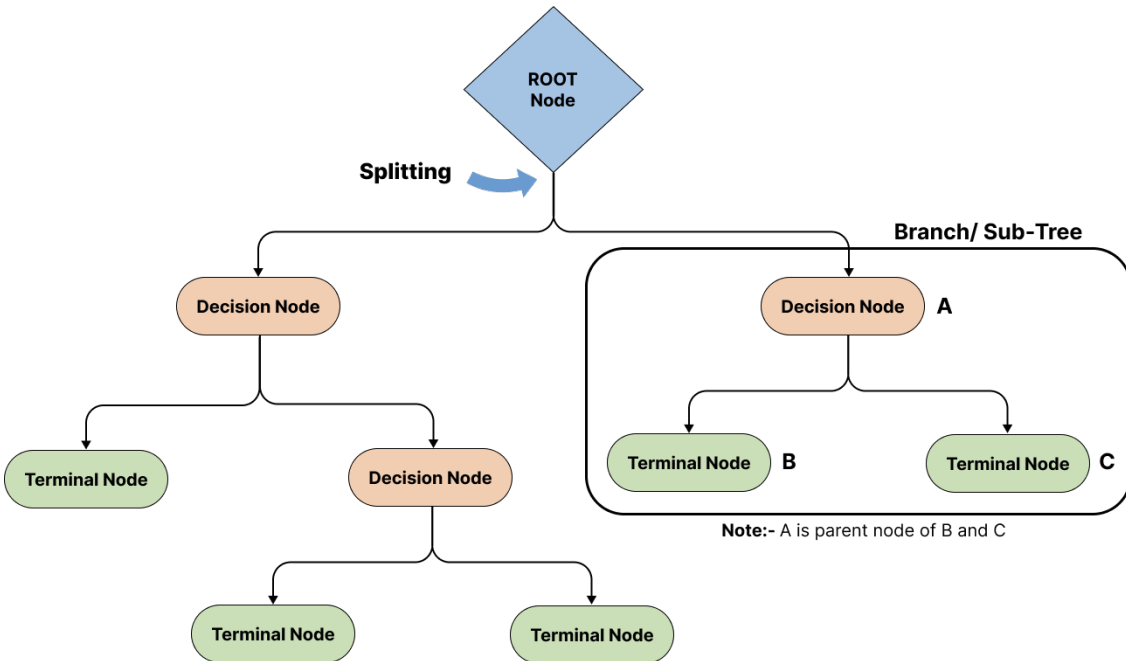 ROOT
Node
Splitting
Branch/ Sub-Tree
Decision Node
Decision Node A
Terminal Node
Decision Node
Terminal Node B
Terminal Node C
Note:- A is parent node of B and C
Terminal Node
Terminal Node